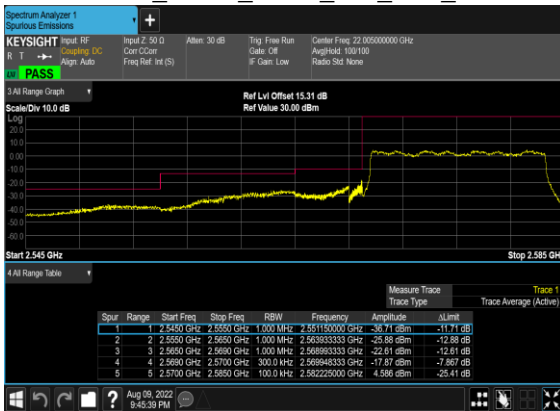 Spectrum Analyzer 1
Spurious Emissions
KEYSIGHT Input: RF Input Z: 50 Ω Atten: 30 dB Trig: Free Run Center Freq: 22.005000000 GHz
R T Coupling: DC Corr CCorr Gate: Off Avg|Hold: 100/100
Align: Auto Freq Ref: Int (S) IF Gain: Low Radio Std: None
PASS
3 All Range Graph
Ref Lvl Offset 15.31 dB
Scale/Div 10.0 dB Ref Value 30.00 dBm
Log
20.0
10.0
0.00
-10.0
-20.0
-30.0
-40.0
-50.0
-60.0
Start 2.545 GHz Stop 2.585 GH
4 All Range Table
Measure Trace Trace 1
Trace Type Trace Average (Active)
Spur Range Start Freq Stop Freq RBW Frequency Amplitude ΔLimit
1 1 2.5450 GHz 2.5550 GHz 1.000 MHz 2.551150000 GHz -36.71 dBm -11.71 dB
2 2 2.5550 GHz 2.5650 GHz 1.000 MHz 2.563933333 GHz -25.88 dBm -12.88 dB
3 3 2.5650 GHz 2.5690 GHz 1.000 MHz 2.568993333 GHz -22.61 dBm -12.61 dB
4 4 2.5690 GHz 2.5700 GHz 300.0 kHz 2.569948333 GHz -17.87 dBm -7.867 dB
5 5 2.5700 GHz 2.5850 GHz 100.0 kHz 2.582225000 GHz 4.586 dBm -25.41 dB
Aug 09, 2022
9:45:39 PM